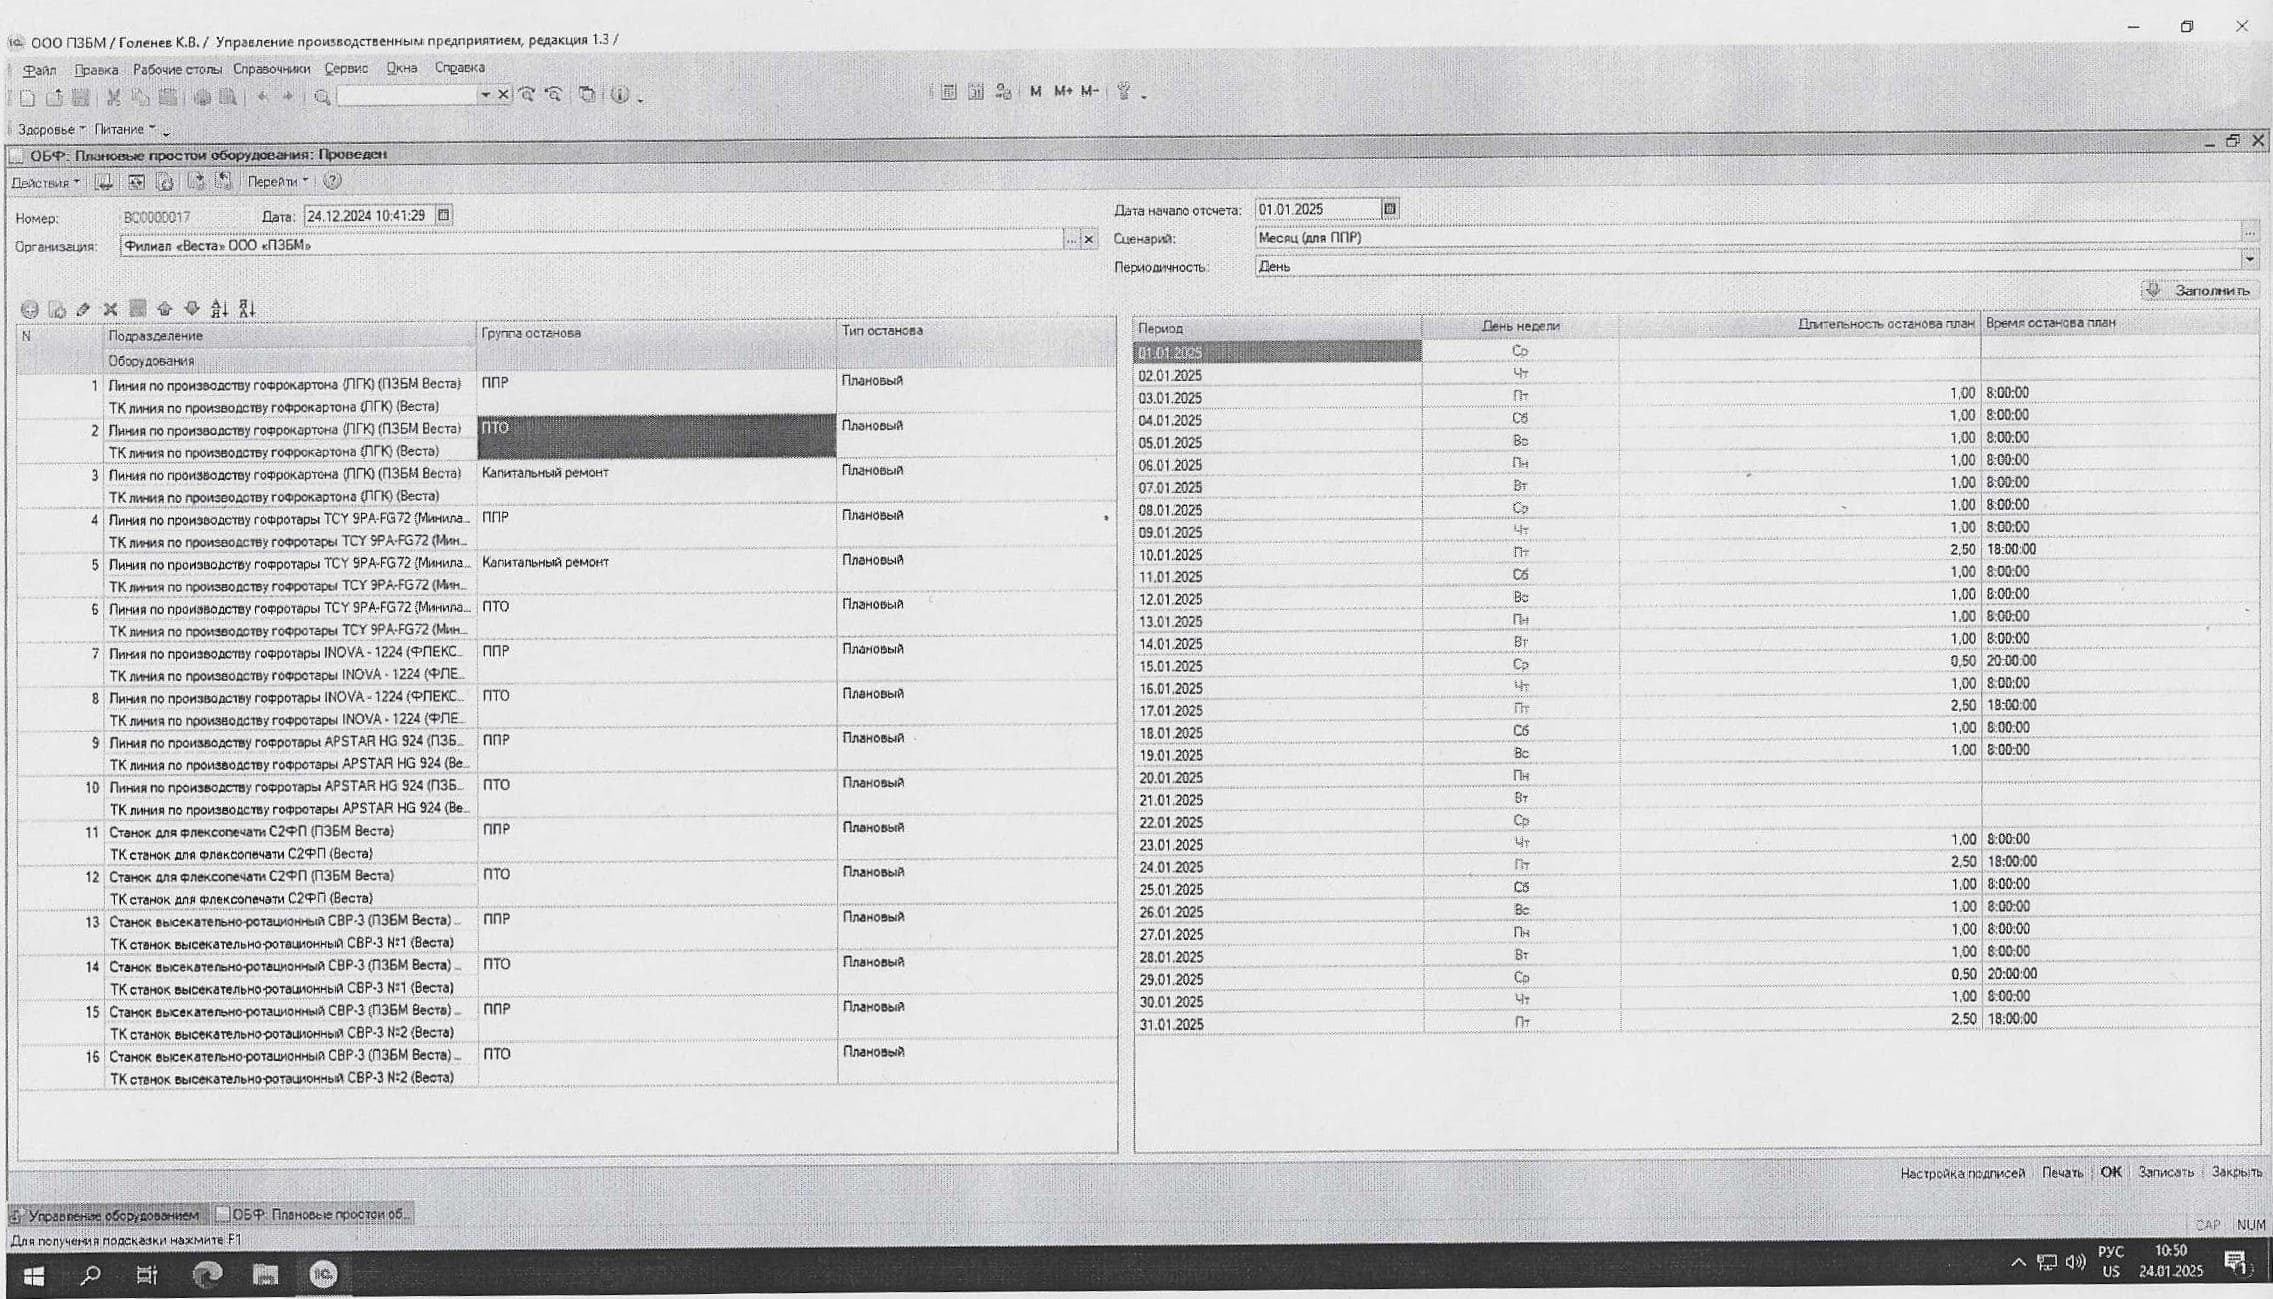 ООО ПЗБМ / Голенев К.В. / Управление производственным предприятием, редакция 1.3 /
Файл Правка Рабочие столы Справочники Сервис Окна Справка
M M+ M-
Здоровье Питание
ОБФ: Плановые простои оборудования: Проведен
Действия Перейти
Номер: ВС0000017 Дата: 24.12.2024 10:41:29
Дата начало отсчета: 01.01.2025
Организация: Филиал «Веста» ООО «ПЗБМ»
Сценарий: Месяц (для ППР)
Периодичность: День
Заполнить
N Подразделение Группа останова Тип останова
Оборудования
1 Линия по производству гофрокартона (ЛГК) (ПЗБМ Веста) ППР Плановый
ТК линия по производству гофрокартона (ЛГК) (Веста)
2 Линия по производству гофрокартона (ЛГК) (ПЗБМ Веста) ПТО Плановый
ТК линия по производству гофрокартона (ЛГК) (Веста)
3 Линия по производству гофрокартона (ЛГК) (ПЗБМ Веста) Капитальный ремонт Плановый
ТК линия по производству гофрокартона (ЛГК) (Веста)
4 Линия по производству гофротары TCY 9PA-FG72 (Минила... ППР Плановый
ТК линия по производству гофротары TCY 9PA-FG72 (Мин...
5 Линия по производству гофротары TCY 9PA-FG72 (Минила... Капитальный ремонт Плановый
ТК линия по производству гофротары TCY 9PA-FG72 (Мин...
6 Линия по производству гофротары TCY 9PA-FG72 (Минила... ПТО Плановый
ТК линия по производству гофротары TCY 9PA-FG72 (Мин...
7 Линия по производству гофротары INOVA - 1224 (ФЛЕКС... ППР Плановый
ТК линия по производству гофротары INOVA - 1224 (ФЛЕ...
8 Линия по производству гофротары INOVA - 1224 (ФЛЕКС... ПТО Плановый
ТК линия по производству гофротары INOVA - 1224 (ФЛЕ...
9 Линия по производству гофротары APSTAR HG 924 (ПЗБ... ППР Плановый
ТК линия по производству гофротары APSTAR HG 924 (Ве...
10 Линия по производству гофротары APSTAR HG 924 (ПЗБ... ПТО Плановый
ТК линия по производству гофротары APSTAR HG 924 (Ве...
11 Станок для флексопечати С2ФП (ПЗБМ Веста) ППР Плановый
ТК станок для флексопечати С2ФП (Веста)
12 Станок для флексопечати С2ФП (ПЗБМ Веста) ПТО Плановый
ТК станок для флексопечати С2ФП (Веста)
13 Станок высекательно-ротационный СВР-3 (ПЗБМ Веста) ... ППР Плановый
ТК станок высекательно-ротационный СВР-3 №1 (Веста)
14 Станок высекательно-ротационный СВР-3 (ПЗБМ Веста) ... ПТО Плановый
ТК станок высекательно-ротационный СВР-3 №1 (Веста)
15 Станок высекательно-ротационный СВР-3 (ПЗБМ Веста) ... ППР Плановый
ТК станок высекательно-ротационный СВР-3 №2 (Веста)
16 Станок высекательно-ротационный СВР-3 (ПЗБМ Веста) ... ПТО Плановый
ТК станок высекательно-ротационный СВР-3 №2 (Веста)
Период День недели Длительность останова план Время останова план
01.01.2025 Ср
02.01.2025 Чт
03.01.2025 Пт 1,00 8:00:00
04.01.2025 Сб 1,00 8:00:00
05.01.2025 Вс 1,00 8:00:00
06.01.2025 Пн 1,00 8:00:00
07.01.2025 Вт 1,00 8:00:00
08.01.2025 Ср 1,00 8:00:00
09.01.2025 Чт 1,00 8:00:00
10.01.2025 Пт 2,50 18:00:00
11.01.2025 Сб 1,00 8:00:00
12.01.2025 Вс 1,00 8:00:00
13.01.2025 Пн 1,00 8:00:00
14.01.2025 Вт 1,00 8:00:00
15.01.2025 Ср 0,50 20:00:00
16.01.2025 Чт 1,00 8:00:00
17.01.2025 Пт 2,50 18:00:00
18.01.2025 Сб 1,00 8:00:00
19.01.2025 Вс 1,00 8:00:00
20.01.2025 Пн
21.01.2025 Вт
22.01.2025 Ср
23.01.2025 Чт 1,00 8:00:00
24.01.2025 Пт 2,50 18:00:00
25.01.2025 Сб 1,00 8:00:00
26.01.2025 Вс 1,00 8:00:00
27.01.2025 Пн 1,00 8:00:00
28.01.2025 Вт 1,00 8:00:00
29.01.2025 Ср 0,50 20:00:00
30.01.2025 Чт 1,00 8:00:00
31.01.2025 Пт 2,50 18:00:00
Настройка подписей Печать OK Записать Закрыть
Управление оборудованием ОБФ: Плановые простои об...
CAP NUM
Для получения подсказки нажмите F1
РУС 10:50
US 24.01.2025